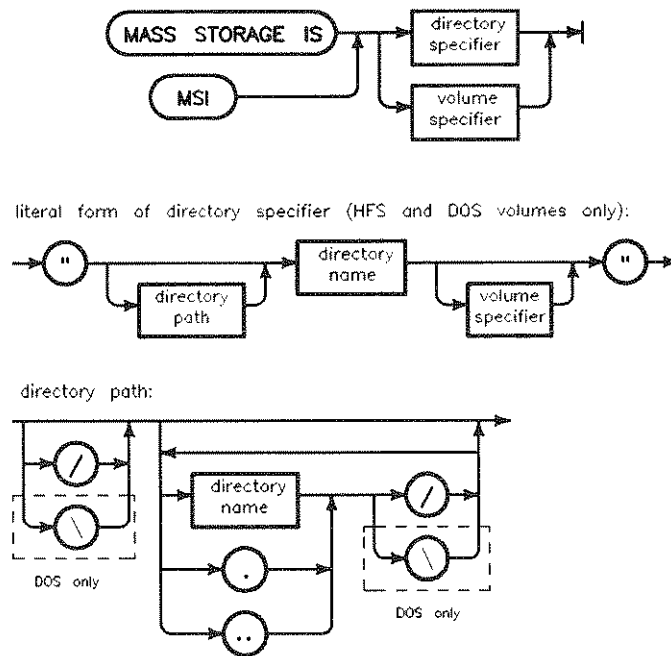 MASS STORAGE IS
directory
specifier
MSI
volume
specifier
literal form of directory specifier (HFS and DOS volumes only):
"
directory
name
"
directory
path
volume
specifier
directory path:
/
directory
name
/
\
\
DOS only
.
DOS only
..